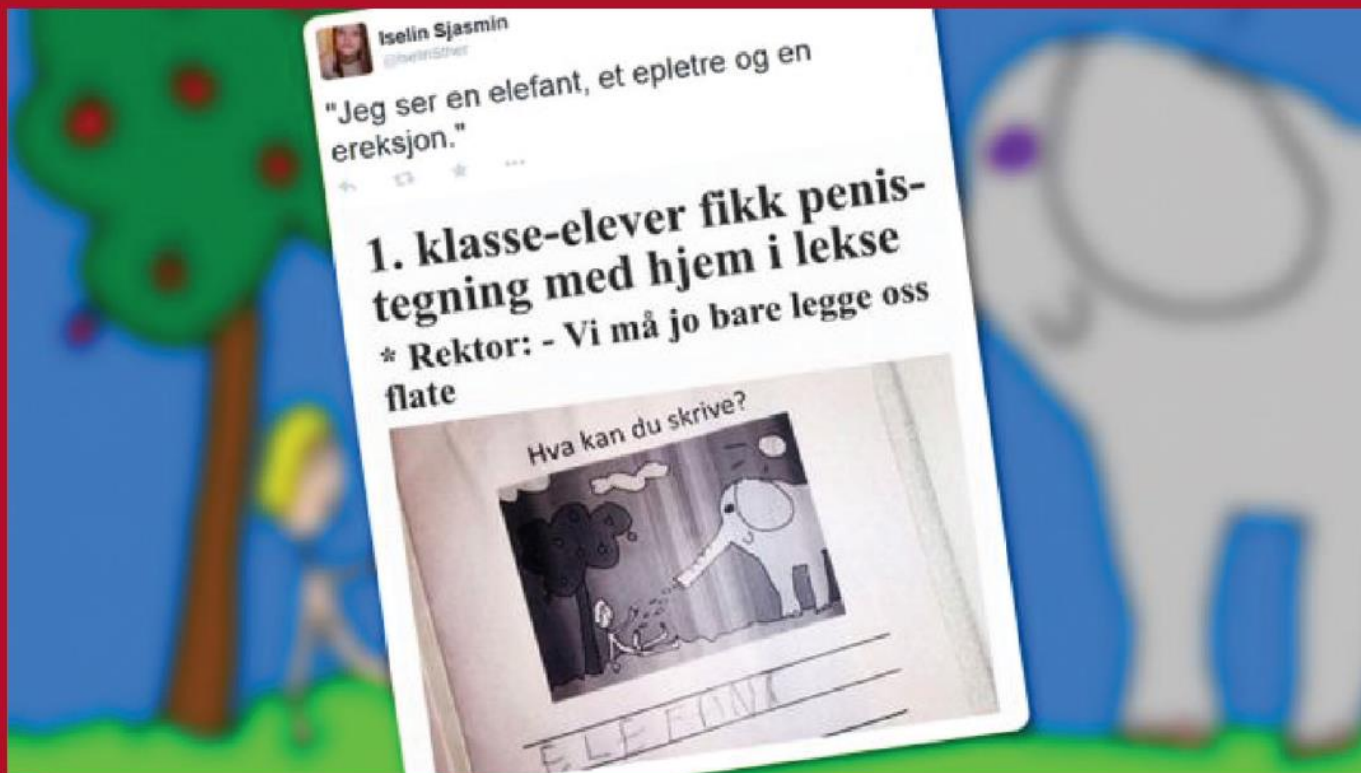 Iselin Sjasmin
@IselinSther
"Jeg ser en elefant, et epletre og en
ereksjon."
1. klasse-elever fikk penis-
tegning med hjem i lekse
* Rektor: - Vi må jo bare legge oss
flate
Hva kan du skrive?
ELEFANT